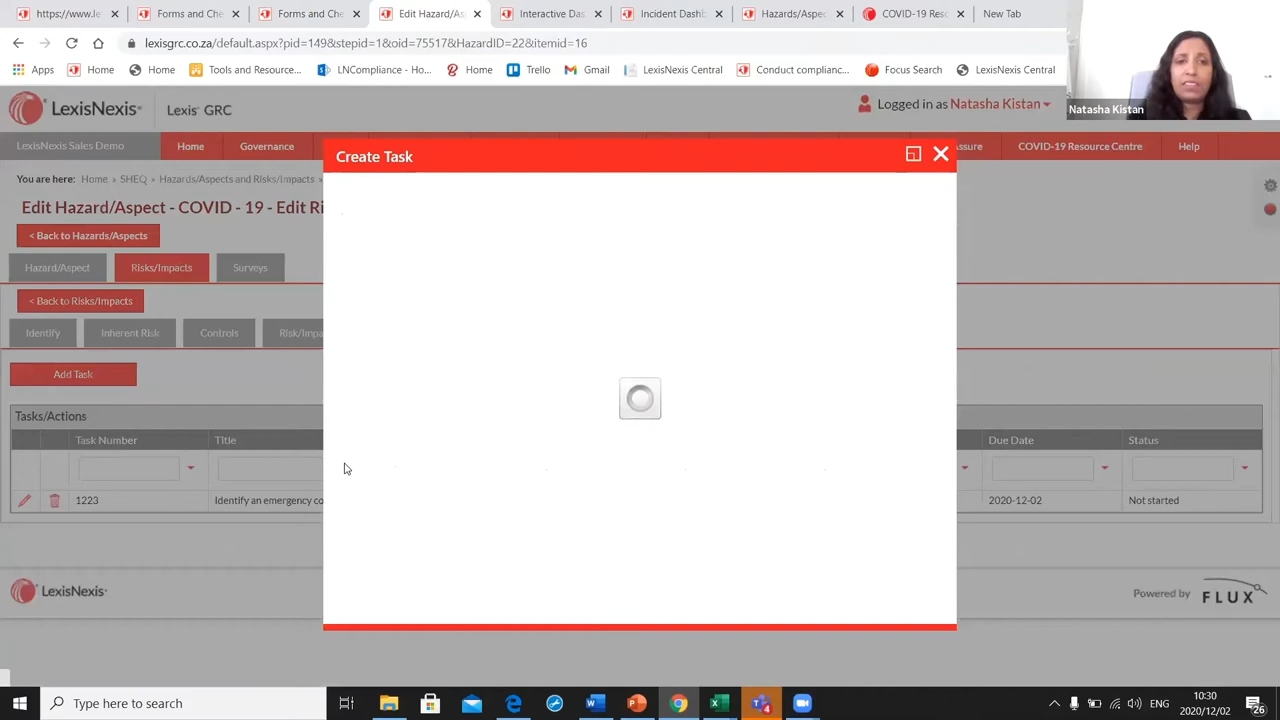 https://www.le
Forms and Che
Forms and Che
Edit Hazard/As
Interactive Das
Incident Dashb
Hazards/Aspec
COVID-19 Reso
New Tab
lexisgrc.co.za/default.aspx?pid=149&stepid=1&oid=75517&HazardID=22&itemid=16
Apps
Home
Home
Tools and Resource...
LNCompliance - Ho...
Home
Trello
Gmail
LexisNexis Central
Conduct complianc...
Focus Search
LexisNexis Central
Natasha Kistan
LexisNexis®
Lexis® GRC
Logged in as Natasha Kistan
LexisNexis Sales Demo
Home
Governance
Assure
COVID-19 Resource Centre
Help
Create Task
You are here: Home » SHEQ » Hazards/Aspects and Risks/Impacts »
Edit Hazard/Aspect - COVID - 19 - Edit Ri
< Back to Hazards/Aspects
Hazard/Aspect
Risks/Impacts
Surveys
< Back to Risks/Impacts
Identify
Inherent Risk
Controls
Risk/Impa
Add Task
Tasks/Actions
Task Number
Title
Due Date
Status
1223
Identify an emergency co
2020-12-02
Not started
LexisNexis®
Powered by
FLUX
Type here to search
4
ENG
10:30
2020/12/02
26